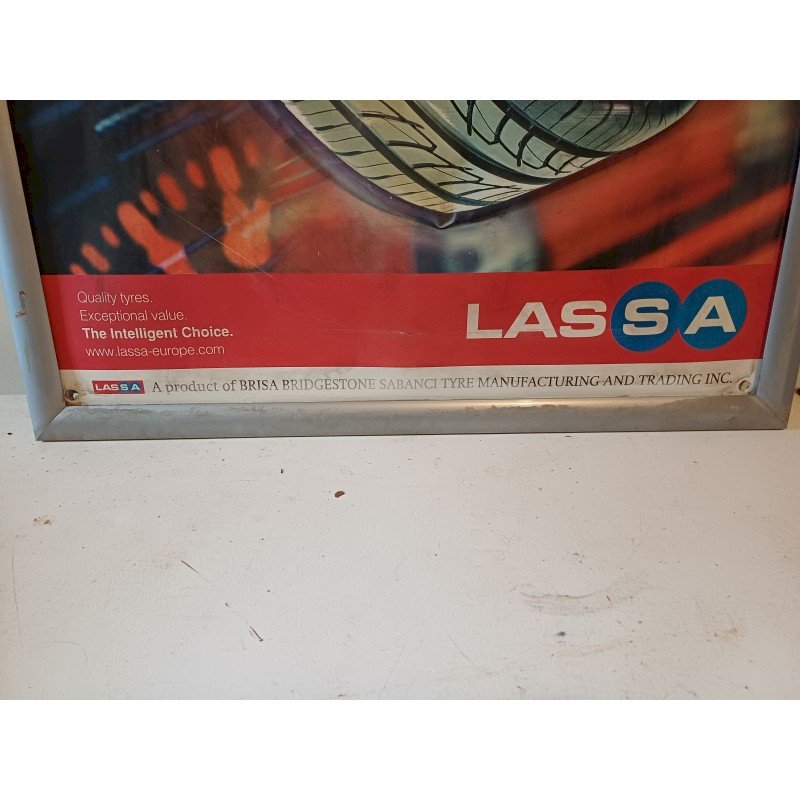 Quality tyres.
Exceptional value.
The Intelligent Choice.
www.lassa-europe.com
LASSA
LASSA A product of BRISA BRIDGESTONE SABANCI TYRE MANUFACTURING AND TRADING INC.